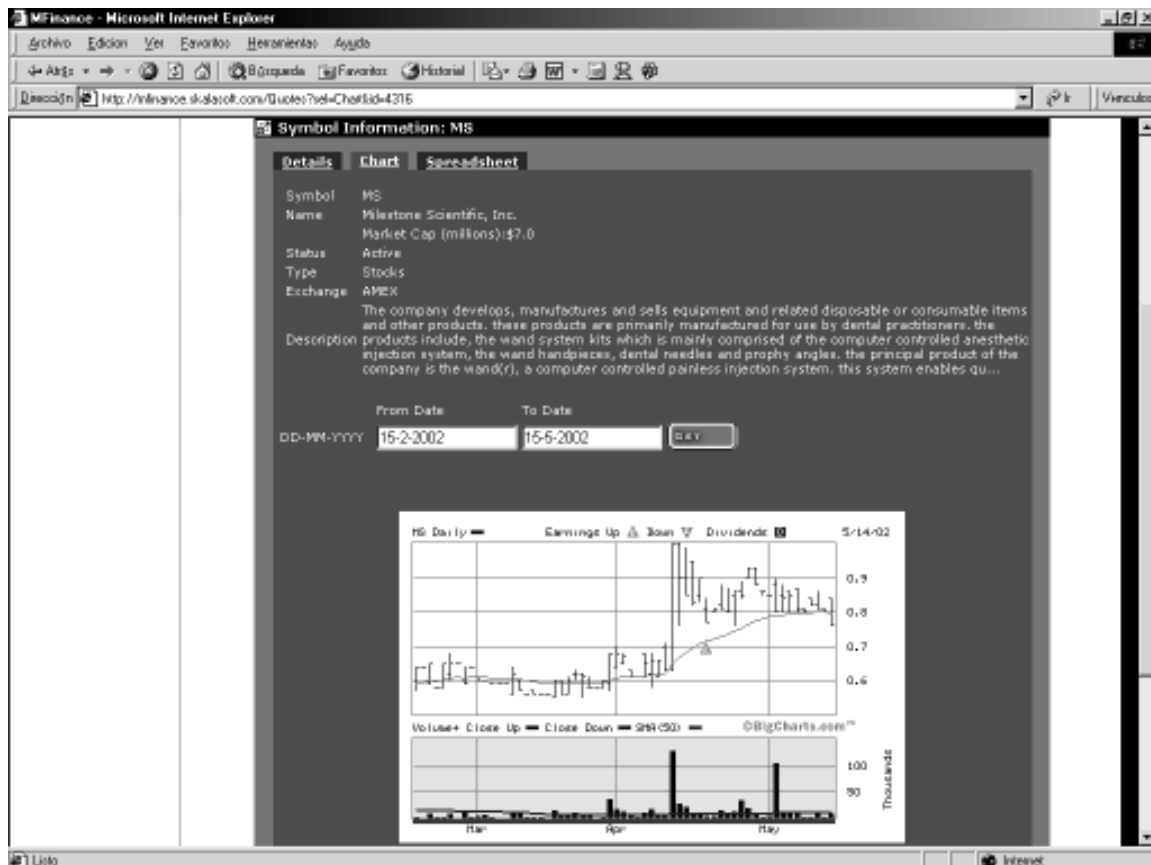 MFinance - Microsoft Internet Explorer
Archivo Edicion Ver Favoritos Herramientas Ayuda
Atrás Búsqueda Favoritos Historial
Dirección http://mfinance.skalasoft.com/Quotes?sel=Chart&id=4316 Ir Vinculos
Symbol Information: MS
Details Chart Spreadsheet
Symbol MS
Name Milestone Scientific, Inc.
Market Cap (millions):$7.0
Status Active
Type Stocks
Exchange AMEX
The company develops, manufactures and sells equipment and related disposable or consumable items
and other products. these products are primarily manufactured for use by dental practitioners. the
Description products include, the wand system kits which is mainly comprised of the computer controlled anesthetic
injection system, the wand handpieces, dental needles and prophy angles. the principal product of the
company is the wand(r), a computer controlled painless injection system. this system enables qu...
From Date To Date
DD-MM-YYYY 15-2-2002 15-5-2002
MS Daily Earnings Up Down Dividends D 5/14/02
0.9
0.8
0.7
0.6
Volume+ Close Up Close Down SMA(50) ©BigCharts.com™
100
50
Thousands
Mar Apr May
Listo Internet